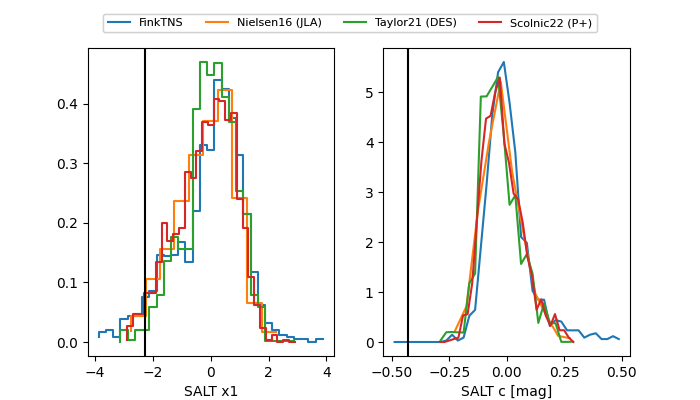 FinkTNS Nielsen16 (JLA) Taylor21 (DES) Scolnic22 (P+)
0.4
0.3
0.2
0.1
0.0
−4 −2 0 2 4
SALT x1
5
4
3
2
1
0
−0.50 −0.25 0.00 0.25 0.50
SALT c [mag]